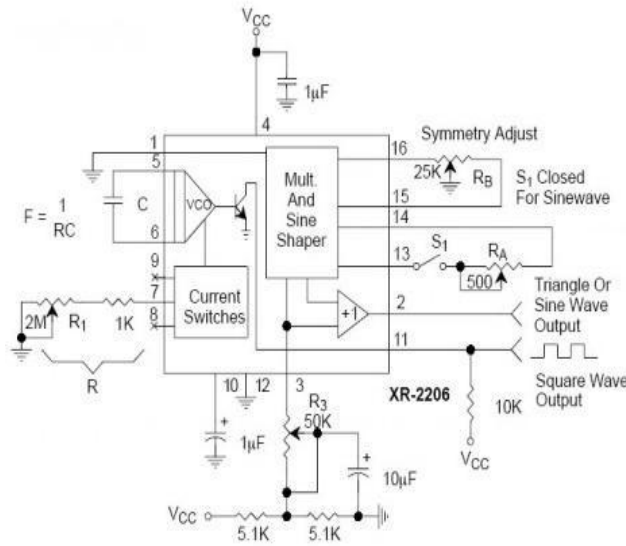 VCC
1μF
4
1
16
Symmetry Adjust
5
25K
RB
S1 Closed
For Sinewave
Mult.
And
Sine
Shaper
15
14
C
VCO
F = 1
RC
6
13
S1
RA
500
9
7
8
Current
Switches
2M
R1
1K
R
+1
2
Triangle Or
Sine Wave
Output
11
Square Wave
Output
10
12
3
XR-2206
R3
50K
10K
VCC
1μF
10μF
VCC
5.1K
5.1K